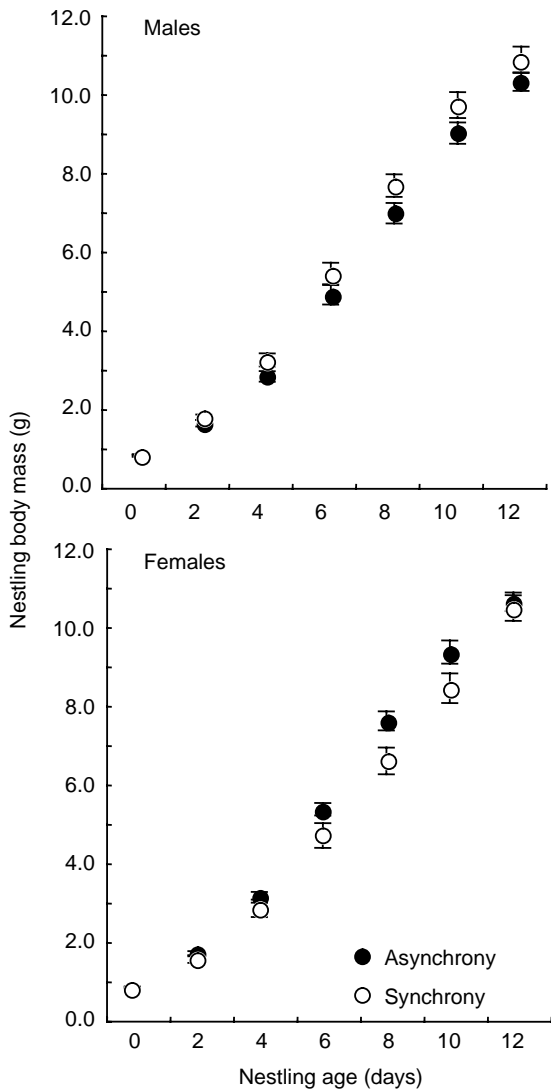 12.0
Males
10.0
8.0
6.0
4.0
2.0
0.0
0 2 4 6 8 10 12
Nestling body mass (g)
12.0
Females
10.0
8.0
6.0
4.0
2.0
Asynchrony
Synchrony
0.0
0 2 4 6 8 10 12
Nestling age (days)